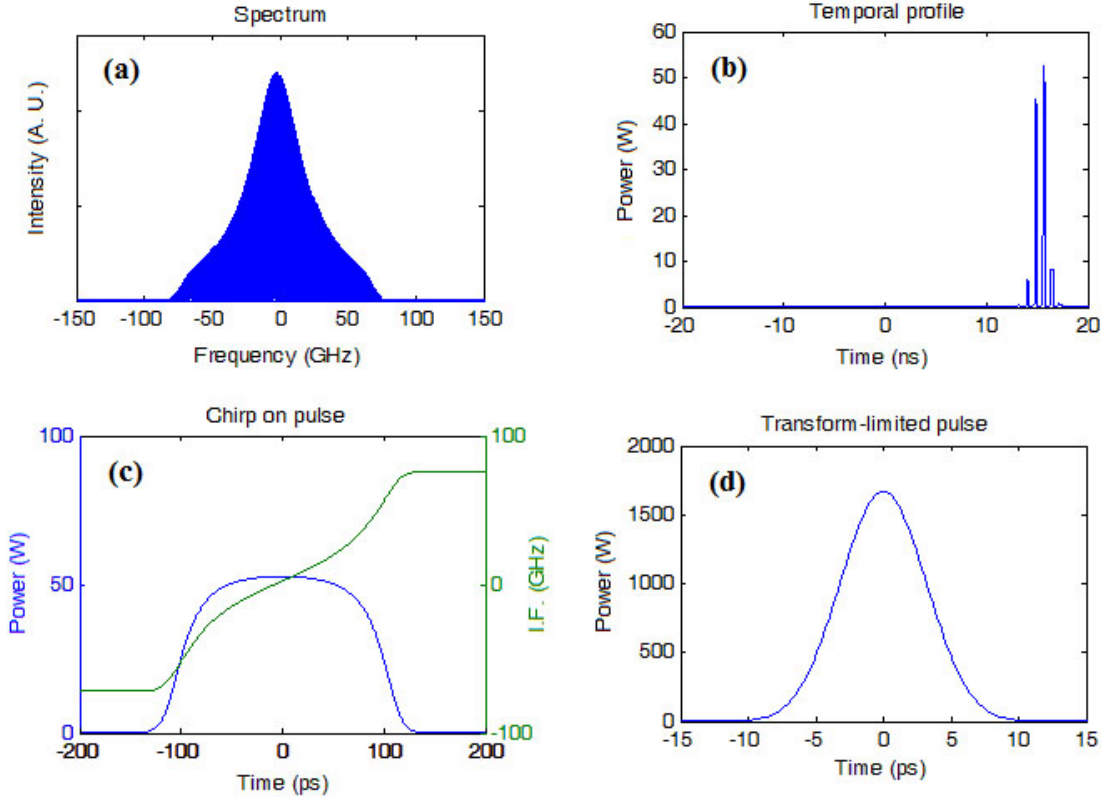 Spectrum
(a)
Intensity (A. U.)
-150 -100 -50 0 50 100 150
Frequency (GHz)
Temporal profile
(b)
Power (W)
60
50
40
30
20
10
0
-20 -10 0 10 20
Time (ns)
Chirp on pulse
(c)
Power (W)
100
50
0
I.F. (GHz)
100
0
-100
-200 -100 0 100 200
Time (ps)
Transform-limited pulse
(d)
Power (W)
2000
1500
1000
500
0
-15 -10 -5 0 5 10 15
Time (ps)